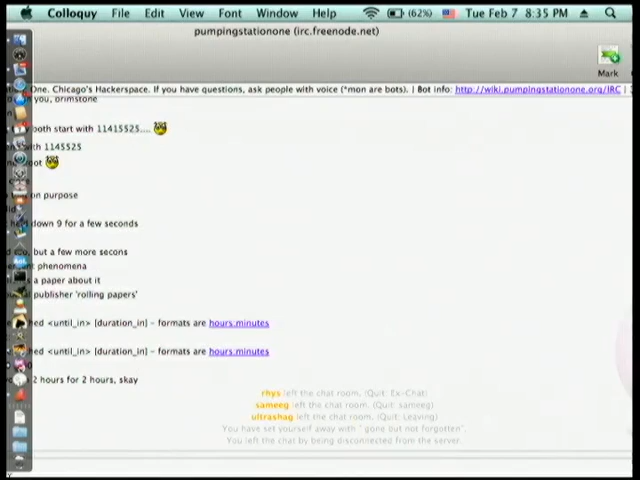 Colloquy File Edit View Font Window Help (62%) Tue Feb 7 8:35 PM
pumpingstationone (irc.freenode.net)
Mark
One. Chicago's Hackerspace. If you have questions, ask people with voice (*mon are bots). | Bot info: http://wiki.pumpingstationone.org/IRC |
you, brimstone
both start with 11415525....
with 1145525
on purpose
down 9 for a few seconds
but a few more secons
phenomena
a paper about it
publisher 'rolling papers'
<until_in> [duration_in] - formats are hours:minutes
<until_in> [duration_in] - formats are hours:minutes
2 hours for 2 hours, skay
rhys left the chat room. (Quit: Ex-Chat)
sameeg left the chat room. (Quit: sameeg)
ultrashag left the chat room. (Quit: Leaving)
You have set yourself away with " gone but not forgotten".
You left the chat by being disconnected from the server.